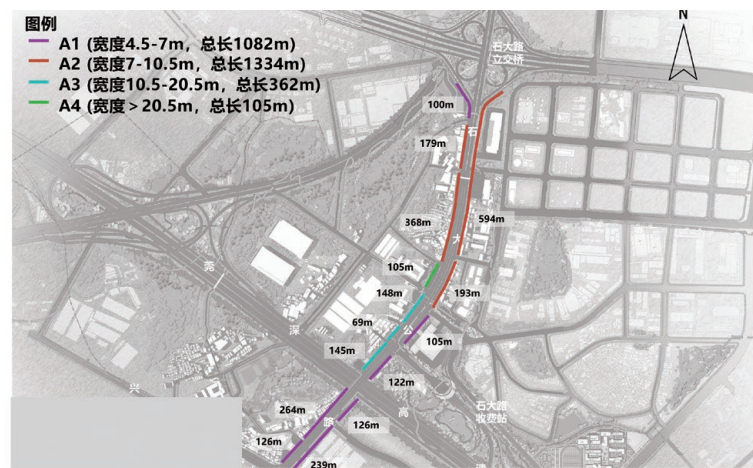 图例
A1 (宽度4.5-7m，总长1082m)
A2 (宽度7-10.5m，总长1334m)
A3 (宽度10.5-20.5m，总长362m)
A4 (宽度＞20.5m，总长105m)
N
石大路
立交桥
100m
石
179m
368m
594m
大
莞
105m
148m
193m
深
69m
公
105m
145m
122m
兴
264m
路
高
126m
石大路
收费站
126m
239m